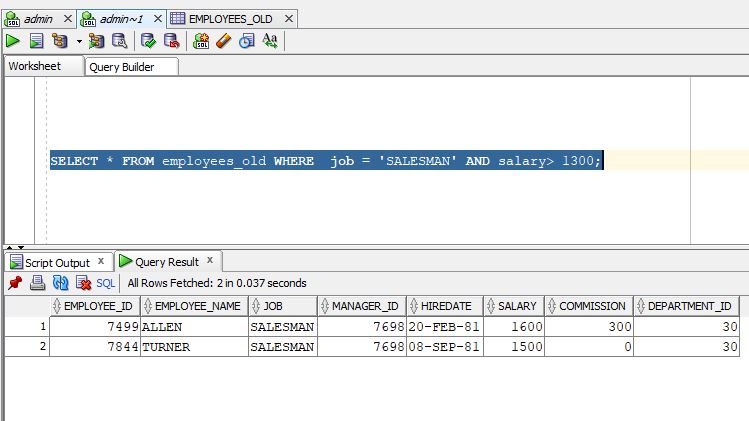 admin admin~1 EMPLOYEES_OLD
Worksheet Query Builder
SELECT * FROM employees_old WHERE  job = 'SALESMAN' AND salary> 1300;
Script Output Query Result
SQL All Rows Fetched: 2 in 0.037 seconds
EMPLOYEE_ID EMPLOYEE_NAME JOB MANAGER_ID HIREDATE SALARY COMMISSION DEPARTMENT_ID
1 7499 ALLEN SALESMAN 7698 20-FEB-81 1600 300 30
2 7844 TURNER SALESMAN 7698 08-SEP-81 1500 0 30